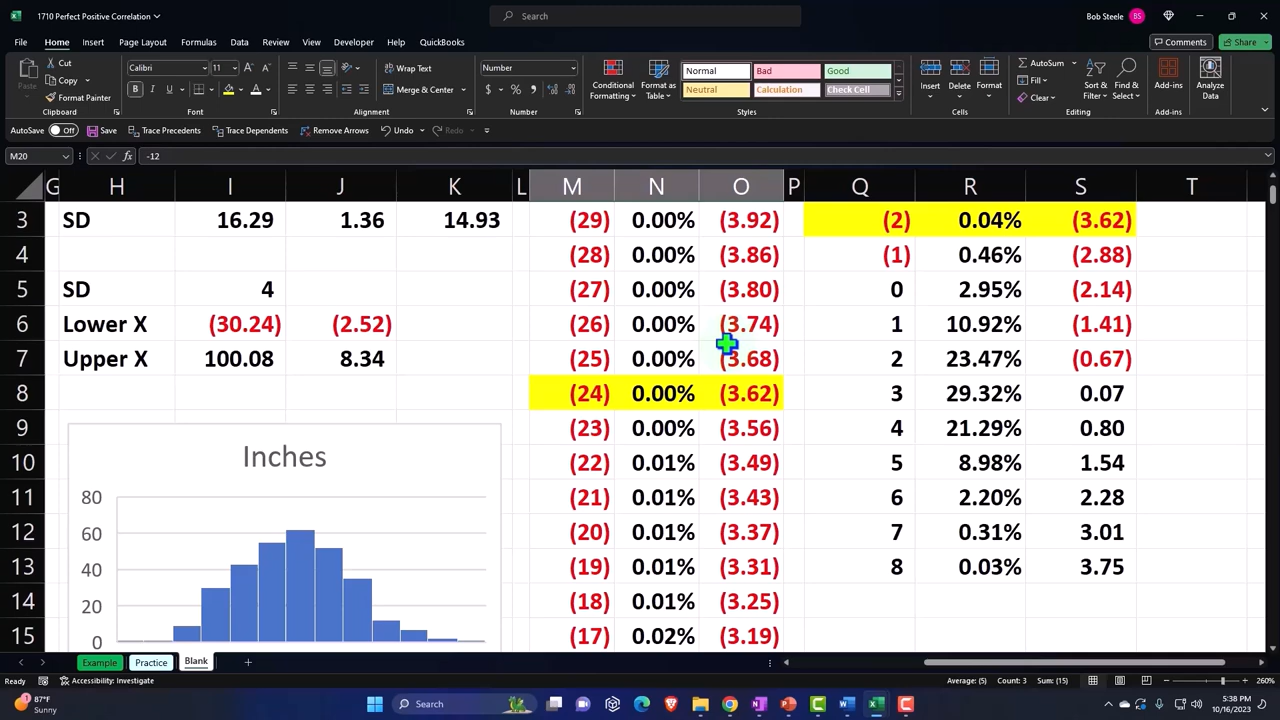 1710 Perfect Positive Correlation
Search
Bob Steele BS
File Home Insert Page Layout Formulas Data Review View Developer Help QuickBooks
Comments Share
Cut
Copy
Format Painter
Paste
Clipboard
Calibri 11
Font
Wrap Text
Merge & Center
Alignment
Number
Number
Conditional Formatting
Format as Table
Normal Bad Good
Neutral Calculation Check Cell
Styles
Insert Delete Format
Cells
AutoSum
Fill
Clear
Sort & Filter
Find & Select
Editing
Add-ins
Add-ins
Analyze Data
AutoSave Off Save Trace Precedents Trace Dependents Remove Arrows Undo Redo
M20 fx -12
G H I J K L M N O P Q R S T
3 SD 16.29 1.36 14.93 (29) 0.00% (3.92) (2) 0.04% (3.62)
4 (28) 0.00% (3.86) (1) 0.46% (2.88)
5 SD 4 (27) 0.00% (3.80) 0 2.95% (2.14)
6 Lower X (30.24) (2.52) (26) 0.00% (3.74) 1 10.92% (1.41)
7 Upper X 100.08 8.34 (25) 0.00% (3.68) 2 23.47% (0.67)
8 (24) 0.00% (3.62) 3 29.32% 0.07
9 (23) 0.00% (3.56) 4 21.29% 0.80
10 (22) 0.01% (3.49) 5 8.98% 1.54
11 (21) 0.01% (3.43) 6 2.20% 2.28
12 (20) 0.01% (3.37) 7 0.31% 3.01
13 (19) 0.01% (3.31) 8 0.03% 3.75
14 (18) 0.01% (3.25)
15 (17) 0.02% (3.19)
Inches
80
60
40
20
0
Example Practice Blank
Ready Accessibility: Investigate Average: (5) Count: 3 Sum: (15) 260%
87°F
Sunny
Search
5:38 PM
10/16/2023